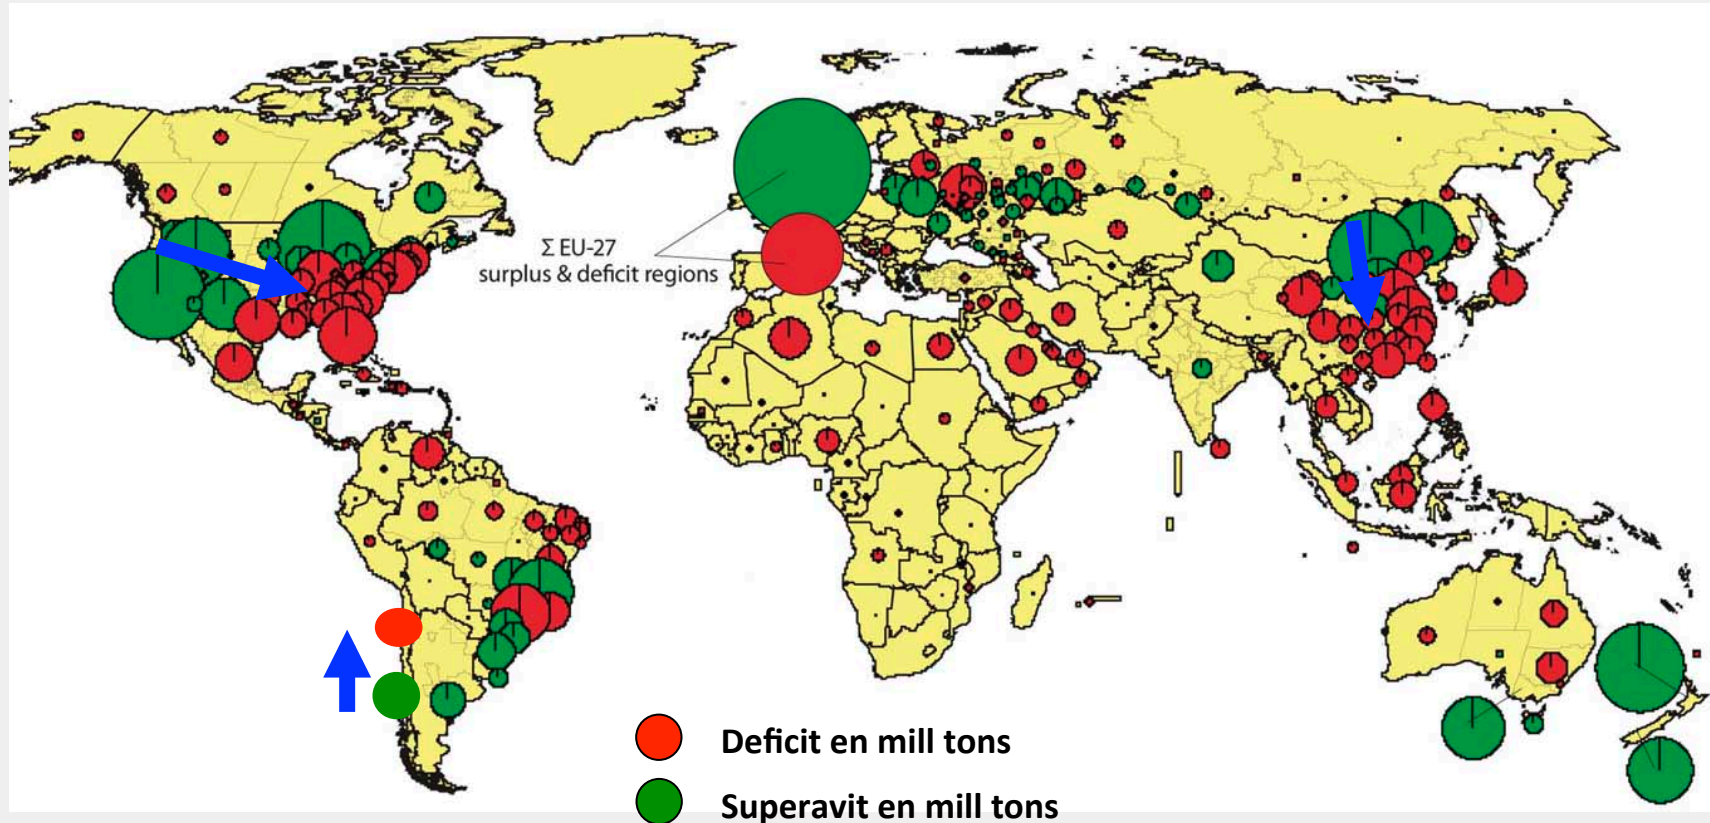 Σ EU-27
surplus & deficit regions
Deficit en mill tons
Superavit en mill tons